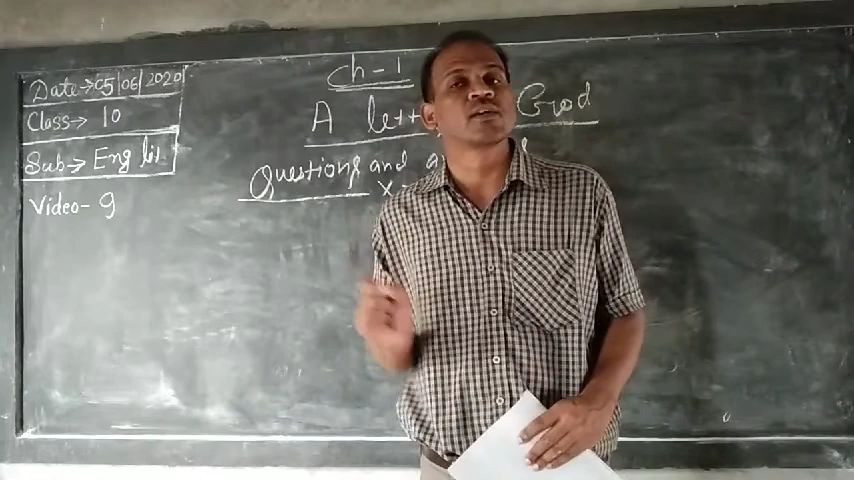 Date→05/06/2020
Class→ 10
Sub→ Eng lit
Video- 9
Ch-1
A God
Questions and